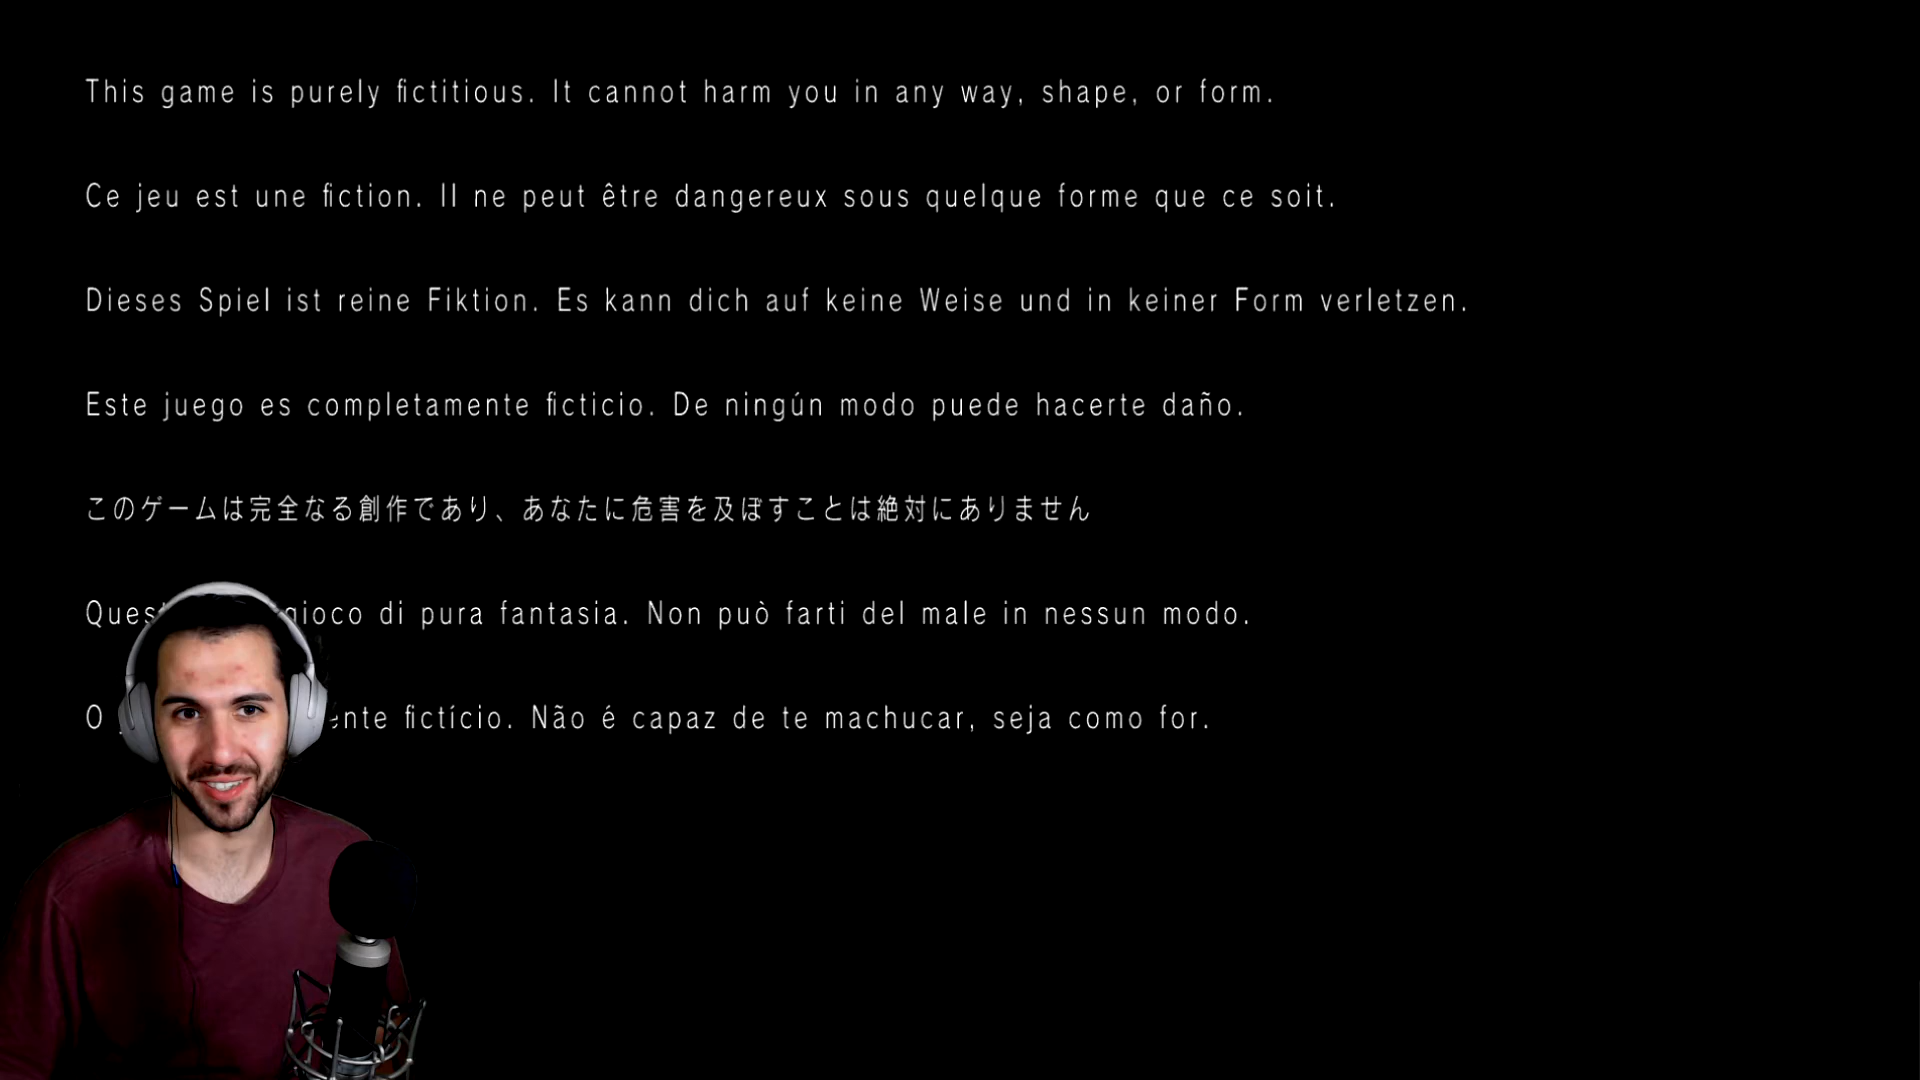 This game is purely fictitious. It cannot harm you in any way, shape, or form.
Ce jeu est une fiction. Il ne peut être dangereux sous quelque forme que ce soit.
Dieses Spiel ist reine Fiktion. Es kann dich auf keine Weise und in keiner Form verletzen.
Este juego es completamente ficticio. De ningún modo puede hacerte daño.
このゲームは完全なる創作であり、あなたに危害を及ぼすことは絶対にありません
gioco di pura fantasia. Non può farti del male in nessun modo.
O fictício. Não é capaz de te machucar, seja como for.